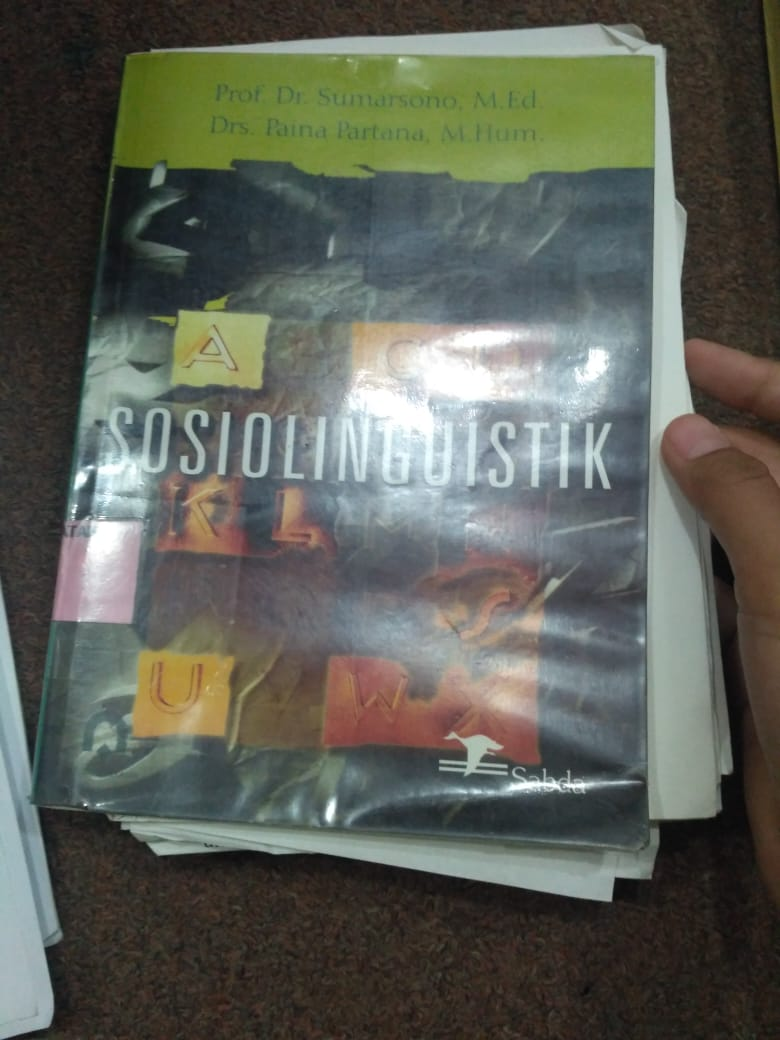 Prof. Dr. Sumarsono, M.Ed.
Drs. Paina Partana, M.Hum.
A
SOSIOLINGUISTIK
K L M
U W X
Sabda